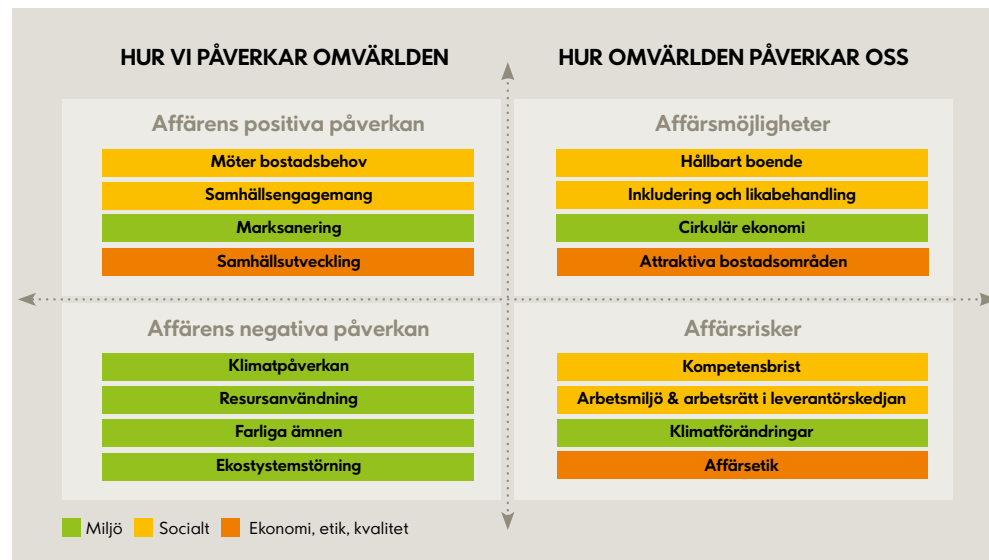 HUR VI PÅVERKAR OMVÄRLDEN
HUR OMVÄRLDEN PÅVERKAR OSS
Affärens positiva påverkan
Möter bostadsbehov
Samhällsengagemang
Marksanering
Samhällsutveckling
Affärsmöjligheter
Hållbart boende
Inkludering och likabehandling
Cirkulär ekonomi
Attraktiva bostadsområden
Affärens negativa påverkan
Klimatpåverkan
Resursanvändning
Farliga ämnen
Ekostystemstörning
Affärsrisker
Kompetensbrist
Arbetsmiljö & arbetsrätt i leverantörskedjan
Klimatförändringar
Affärsetik
Miljö
Socialt
Ekonomi, etik, kvalitet